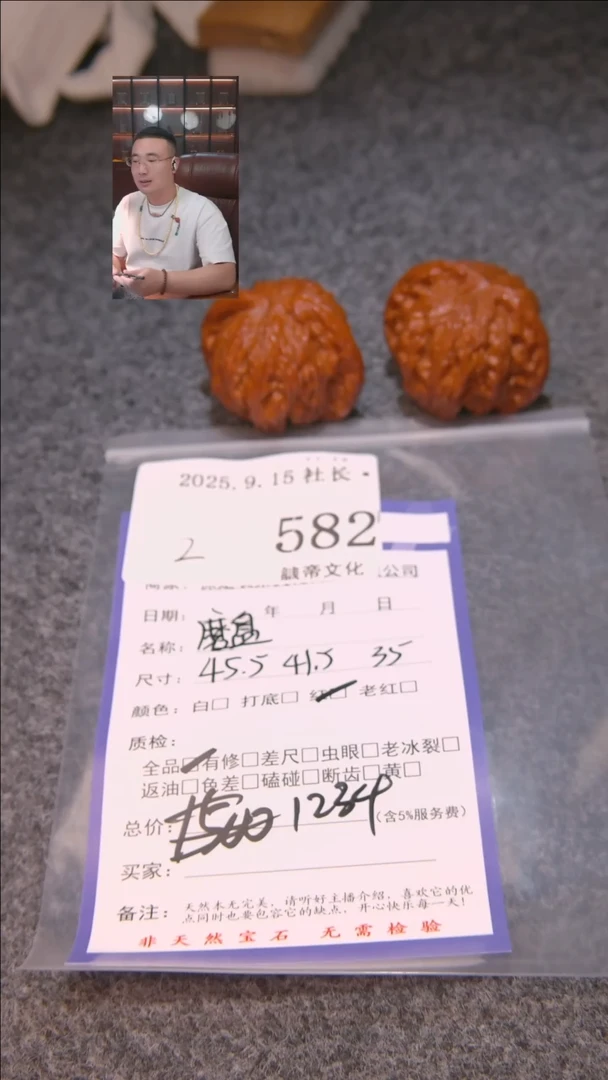 2025.9.15 社长
2 582
兢帝文化 公司
日期: 年 月 日
名称: 磨盘
尺寸: 45.5 41.5 35
颜色: 白□ 打底□ 红□ 老红□
质检:
全品□有修□差尺□虫眼□老冰裂□
返油□色差□磕碰□断齿□黄□
总价: 1500 1234 (含5%服务费)
买家:
备注: 天然本无完美, 请听好主播介绍, 喜欢它的优
点同时也要包容它的缺点, 开心快乐每一天!
非天然宝石 无需检验